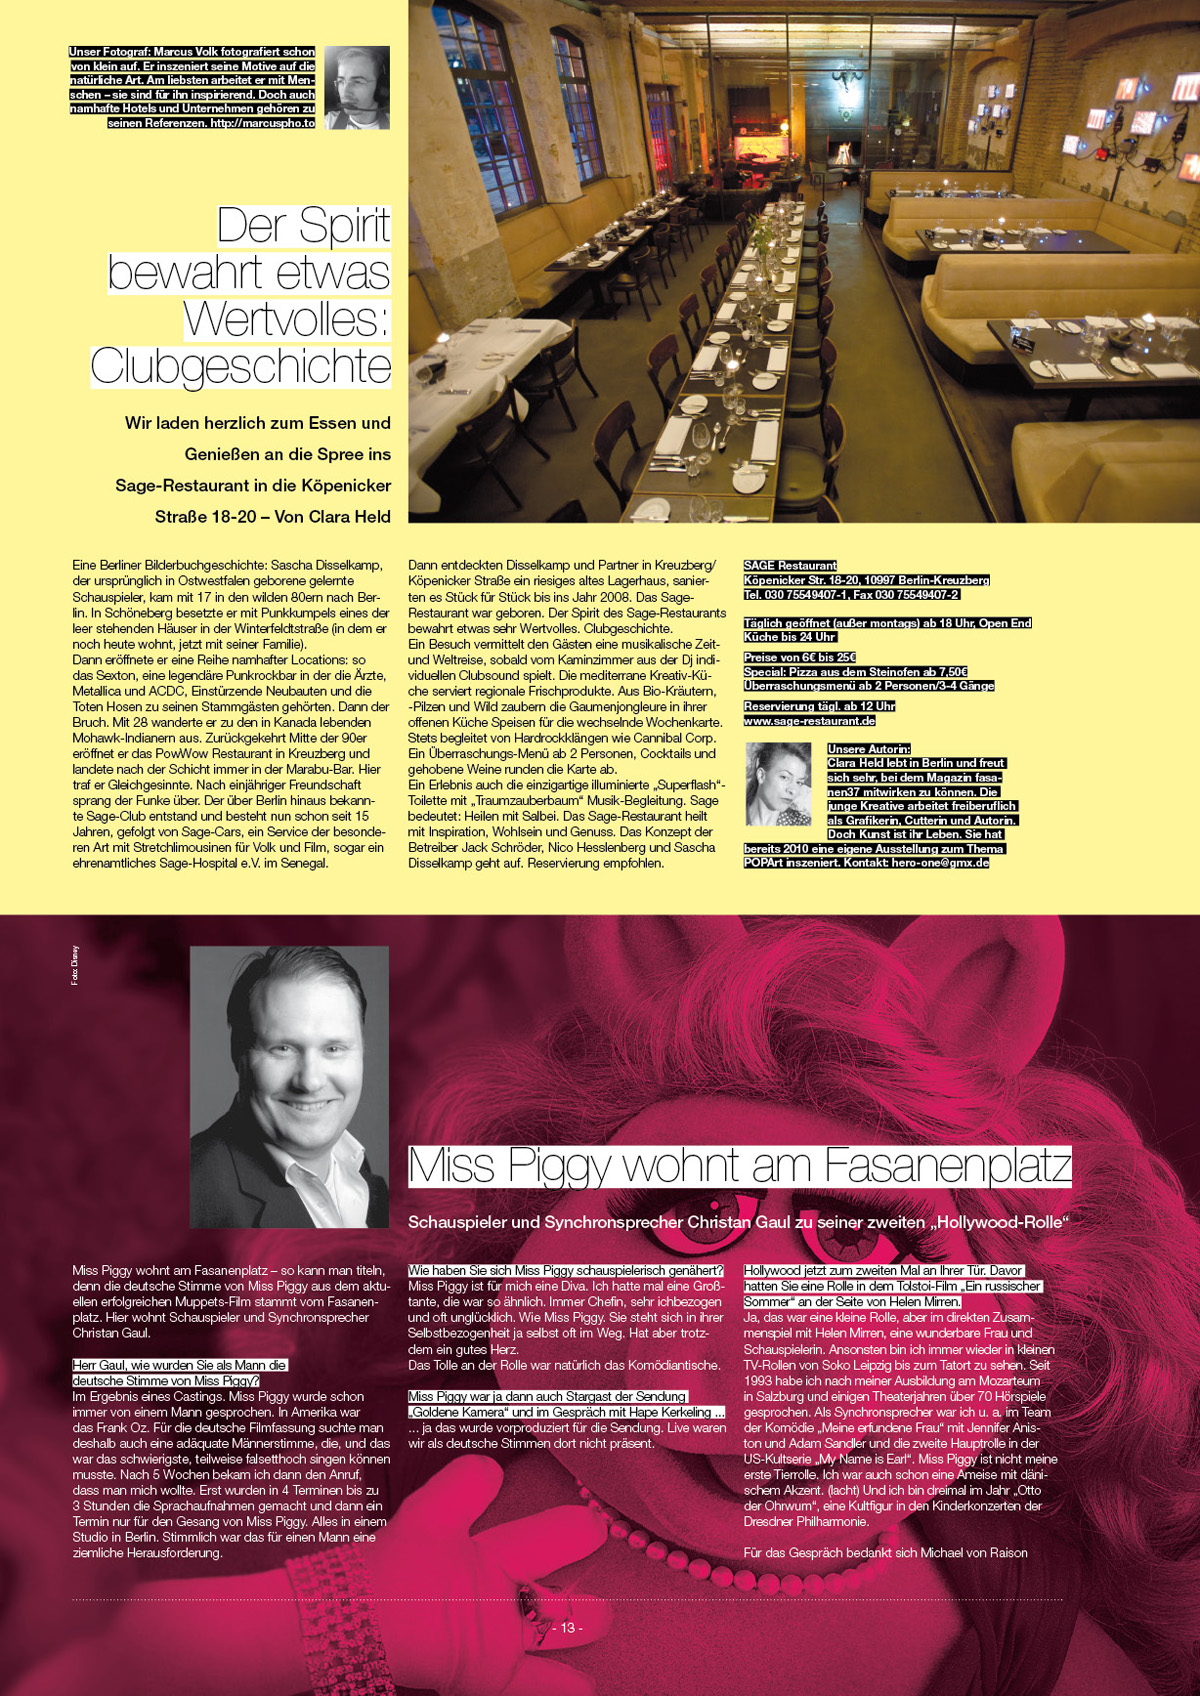 Unser Fotograf: Marcus Volk fotografiert schon
von klein auf. Er inszeniert seine Motive auf die
natürliche Art. Am liebsten arbeitet er mit Men-
schen – sie sind für ihn inspirierend. Doch auch
namhafte Hotels und Unternehmen gehören zu
seinen Referenzen. http://marcuspho.to
Der Spirit
bewahrt etwas
Wertvolles:
Clubgeschichte
Wir laden herzlich zum Essen und
Genießen an die Spree ins
Sage-Restaurant in die Köpenicker
Straße 18-20 – Von Clara Held
Eine Berliner Bilderbuchgeschichte: Sascha Disselkamp,
der ursprünglich in Ostwestfalen geborene gelernte
Schauspieler, kam mit 17 in den wilden 80ern nach Ber-
lin. In Schöneberg besetzte er mit Punkkumpels eines der
leer stehenden Häuser in der Winterfeldtstraße (in dem er
noch heute wohnt, jetzt mit seiner Familie).
Dann eröffnete er eine Reihe namhafter Locations: so
das Sexton, eine legendäre Punkrockbar in der die Ärzte,
Metallica und ACDC, Einstürzende Neubauten und die
Toten Hosen zu seinen Stammgästen gehörten. Dann der
Bruch. Mit 28 wanderte er zu den in Kanada lebenden
Mohawk-Indianern aus. Zurückgekehrt Mitte der 90er
eröffnet er das PowWow Restaurant in Kreuzberg und
landete nach der Schicht immer in der Marabu-Bar. Hier
traf er Gleichgesinnte. Nach einjähriger Freundschaft
sprang der Funke über. Der über Berlin hinaus bekann-
te Sage-Club entstand und besteht nun schon seit 15
Jahren, gefolgt von Sage-Cars, ein Service der besonde-
ren Art mit Stretchlimousinen für Volk und Film, sogar ein
ehrenamtliches Sage-Hospital e.V. im Senegal.
Dann entdeckten Disselkamp und Partner in Kreuzberg/
Köpenicker Straße ein riesiges altes Lagerhaus, sanier-
ten es Stück für Stück bis ins Jahr 2008. Das Sage-
Restaurant war geboren. Der Spirit des Sage-Restaurants
bewahrt etwas sehr Wertvolles. Clubgeschichte.
Ein Besuch vermittelt den Gästen eine musikalische Zeit-
und Weltreise, sobald vom Kaminzimmer aus der Dj indi-
viduellen Clubsound spielt. Die mediterrane Kreativ-Kü-
che serviert regionale Frischprodukte. Aus Bio-Kräutern,
-Pilzen und Wild zaubern die Gaumenjongleure in ihrer
offenen Küche Speisen für die wechselnde Wochenkarte.
Stets begleitet von Hardrockklängen wie Cannibal Corp.
Ein Überraschungs-Menü ab 2 Personen, Cocktails und
gehobene Weine runden die Karte ab.
Ein Erlebnis auch die einzigartige illuminierte „Superflash“-
Toilette mit „Traumzauberbaum“ Musik-Begleitung. Sage
bedeutet: Heilen mit Salbei. Das Sage-Restaurant heilt
mit Inspiration, Wohlsein und Genuss. Das Konzept der
Betreiber Jack Schröder, Nico Hesslenberg und Sascha
Disselkamp geht auf. Reservierung empfohlen.
SAGE Restaurant
Köpenicker Str. 18-20, 10997 Berlin-Kreuzberg
Tel. 030 75549407-1, Fax 030 75549407-2
Täglich geöffnet (außer montags) ab 18 Uhr, Open End
Küche bis 24 Uhr
Preise von 6€ bis 25€
Special: Pizza aus dem Steinofen ab 7,50€
Überraschungsmenü ab 2 Personen/3-4 Gänge
Reservierung tägl. ab 12 Uhr
www.sage-restaurant.de
Unsere Autorin:
Clara Held lebt in Berlin und freut
sich sehr, bei dem Magazin fasa-
nen37 mitwirken zu können. Die
junge Kreative arbeitet freiberuflich
als Grafikerin, Cutterin und Autorin.
Doch Kunst ist ihr Leben. Sie hat
bereits 2010 eine eigene Ausstellung zum Thema
POPArt inszeniert. Kontakt: hero-one@gmx.de
Foto: Disney
Miss Piggy wohnt am Fasanenplatz
Schauspieler und Synchronsprecher Christan Gaul zu seiner zweiten „Hollywood-Rolle“
Miss Piggy wohnt am Fasanenplatz – so kann man titeln,
denn die deutsche Stimme von Miss Piggy aus dem aktu-
ellen erfolgreichen Muppets-Film stammt vom Fasanen-
platz. Hier wohnt Schauspieler und Synchronsprecher
Christan Gaul.
Herr Gaul, wie wurden Sie als Mann die
deutsche Stimme von Miss Piggy?
Im Ergebnis eines Castings. Miss Piggy wurde schon
immer von einem Mann gesprochen. In Amerika war
das Frank Oz. Für die deutsche Filmfassung suchte man
deshalb auch eine adäquate Männerstimme, die, und das
war das schwierigste, teilweise falsetthoch singen können
musste. Nach 5 Wochen bekam ich dann den Anruf,
dass man mich wollte. Erst wurden in 4 Terminen bis zu
3 Stunden die Sprachaufnahmen gemacht und dann ein
Termin nur für den Gesang von Miss Piggy. Alles in einem
Studio in Berlin. Stimmlich war das für einen Mann eine
ziemliche Herausforderung.
Wie haben Sie sich Miss Piggy schauspielerisch genähert?
Miss Piggy ist für mich eine Diva. Ich hatte mal eine Groß-
tante, die war so ähnlich. Immer Chefin, sehr ichbezogen
und oft unglücklich. Wie Miss Piggy. Sie steht sich in ihrer
Selbstbezogenheit ja selbst oft im Weg. Hat aber trotz-
dem ein gutes Herz.
Das Tolle an der Rolle war natürlich das Komödiantische.
Miss Piggy war ja dann auch Stargast der Sendung
„Goldene Kamera“ und im Gespräch mit Hape Kerkeling ...
... ja das wurde vorproduziert für die Sendung. Live waren
wir als deutsche Stimmen dort nicht präsent.
Hollywood jetzt zum zweiten Mal an Ihrer Tür. Davor
hatten Sie eine Rolle in dem Tolstoi-Film „Ein russischer
Sommer“ an der Seite von Helen Mirren.
Ja, das war eine kleine Rolle, aber im direkten Zusam-
menspiel mit Helen Mirren, eine wunderbare Frau und
Schauspielerin. Ansonsten bin ich immer wieder in kleinen
TV-Rollen von Soko Leipzig bis zum Tatort zu sehen. Seit
1993 habe ich nach meiner Ausbildung am Mozarteum
in Salzburg und einigen Theaterjahren über 70 Hörspiele
gesprochen. Als Synchronsprecher war ich u. a. im Team
der Komödie „Meine erfundene Frau“ mit Jennifer Anis-
ton und Adam Sandler und die zweite Hauptrolle in der
US-Kultserie „My Name is Earl“. Miss Piggy ist nicht meine
erste Tierrolle. Ich war auch schon eine Ameise mit däni-
schem Akzent. (lacht) Und ich bin dreimal im Jahr „Otto
der Ohrwurm“, eine Kultfigur in den Kinderkonzerten der
Dresdner Philharmonie.
Für das Gespräch bedankt sich Michael von Raison
- 13 -